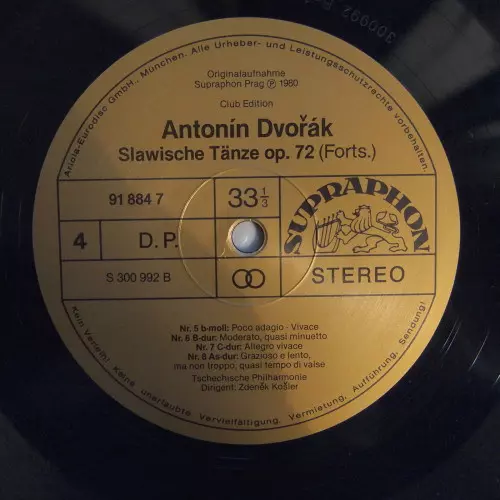 Ariola-Eurodisc GmbH., München. Alle Urheber- und Leistungsschutzrechte vorbehalten.
Originalaufnahme
Supraphon Prag Ⓟ 1980
Club Edition
Antonín Dvořák
Slawische Tänze op. 72 (Forts.)
91 884 7
33 1/3
SUPRAPHON
4
D. P.
S 300 992 B
STEREO
Nr. 5 b-moll: Poco adagio - Vivace
Nr. 6 B-dur: Moderato, quasi minuetto
Nr. 7 C-dur: Allegro vivace
Nr. 8 As-dur: Grazioso e lento,
ma non troppo, quasi tempo di valse
Tschechische Philharmonie
Dirigent: Zdeněk Košler
Kein Verleih! Keine unerlaubte Vervielfältigung, Vermietung, Aufführung, Sendung!